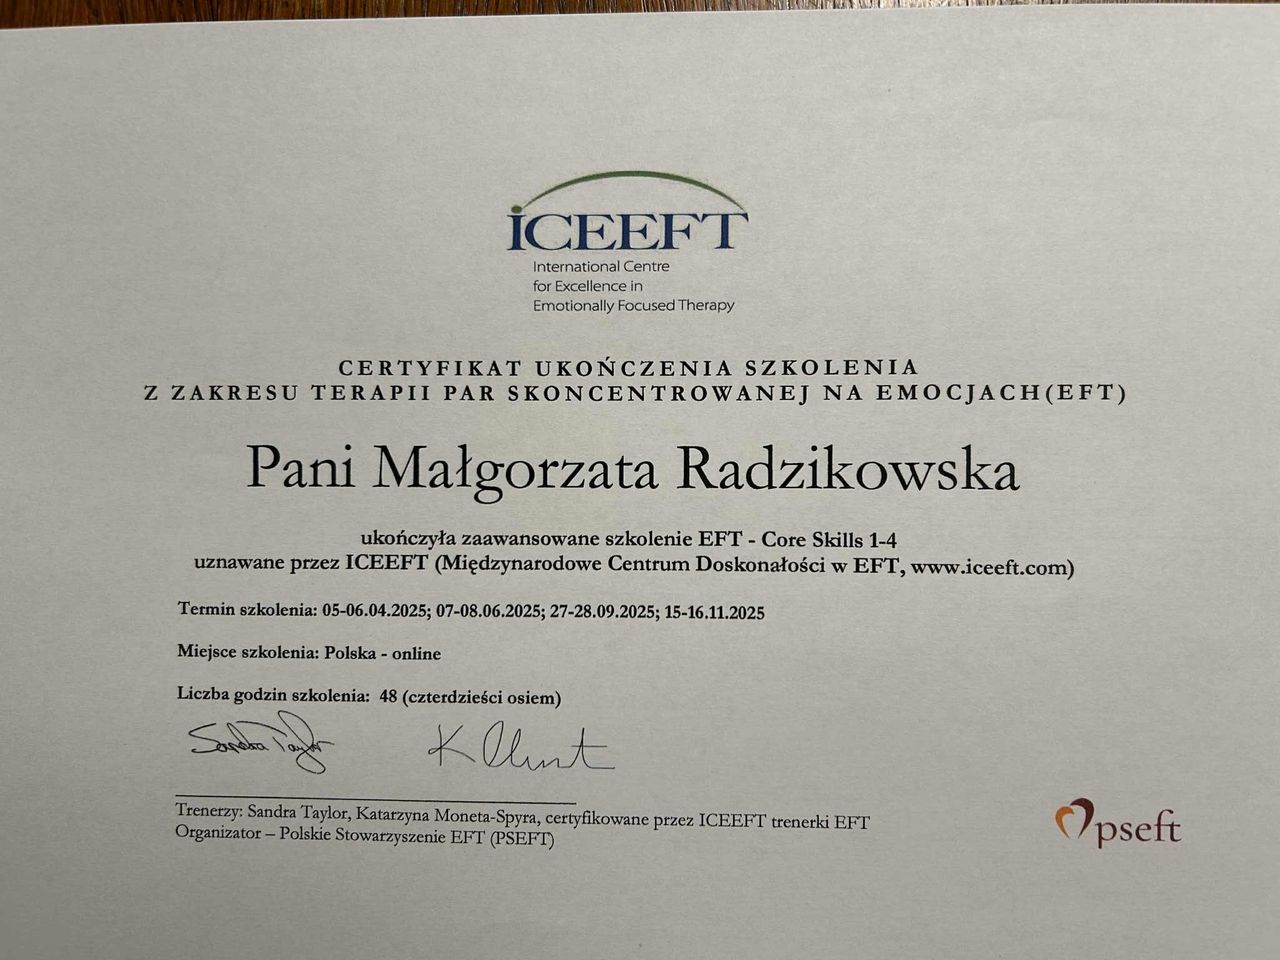 iCEEFT
International Centre
for Excellence in
Emotionally Focused Therapy
CERTYFIKAT UKOŃCZENIA SZKOLENIA
Z ZAKRESU TERAPII PAR SKONCENTROWANEJ NA EMOCJACH(EFT)
Pani Małgorzata Radzikowska
ukończyła zaawansowane szkolenie EFT - Core Skills 1-4
uznawane przez ICEEFT (Międzynarodowe Centrum Doskonałości w EFT, www.iceeft.com)
Termin szkolenia: 05-06.04.2025; 07-08.06.2025; 27-28.09.2025; 15-16.11.2025
Miejsce szkolenia: Polska - online
Liczba godzin szkolenia: 48 (czterdzieści osiem)
Sandra Taylor
Trenerzy: Sandra Taylor, Katarzyna Moneta-Spyra, certyfikowane przez ICEEFT trenerki EFT
Organizator – Polskie Stowarzyszenie EFT (PSEFT)
pseft